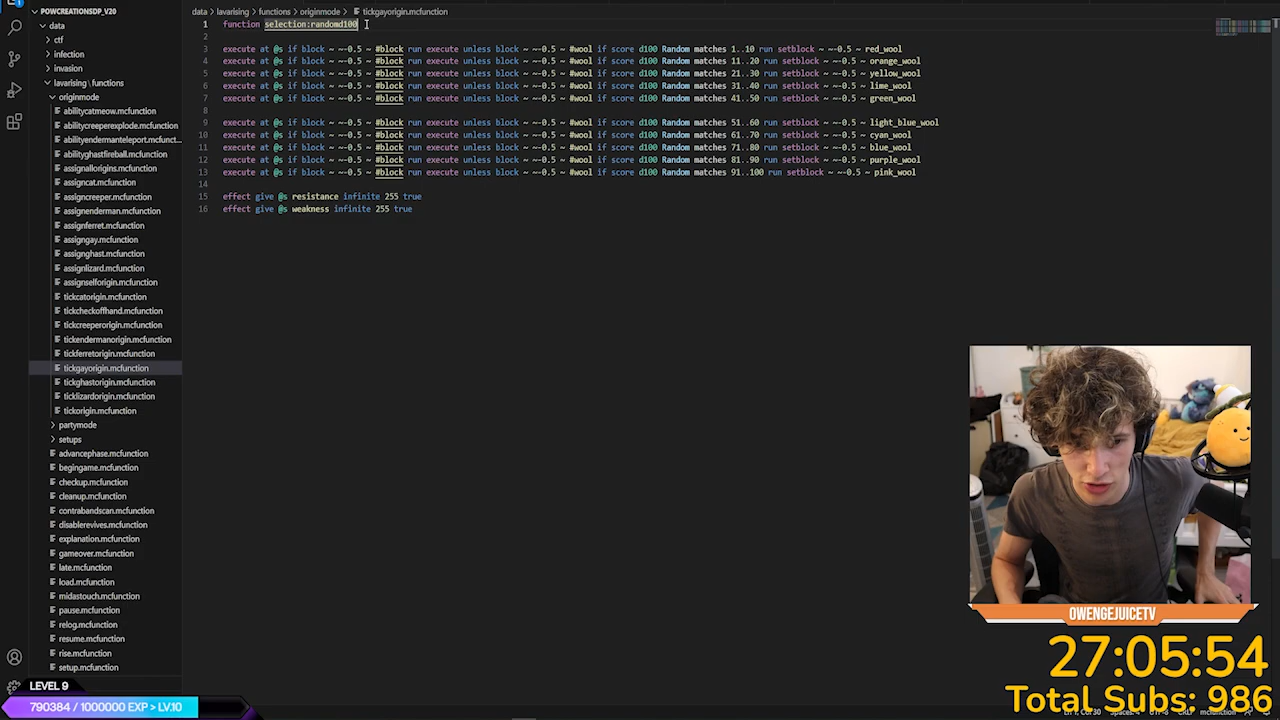 POWCREATIONSDP_V20
data
ctf
infection
invasion
lavarising \ functions
originmode
abilitycatmeow.mcfunction
abilitycreeperexplode.mcfunction
abilityendermanteleport.mcfunct...
abilityghastfireball.mcfunction
assignallorigins.mcfunction
assigncat.mcfunction
assigncreeper.mcfunction
assignenderman.mcfunction
assignferret.mcfunction
assigngay.mcfunction
assignghast.mcfunction
assignlizard.mcfunction
assignselforigin.mcfunction
tickcatorigin.mcfunction
tickcheckoffhand.mcfunction
tickcreeperorigin.mcfunction
tickendermanorigin.mcfunction
tickferretorigin.mcfunction
tickgayorigin.mcfunction
tickghastorigin.mcfunction
ticklizardorigin.mcfunction
tickorigin.mcfunction
partymode
setups
advancephase.mcfunction
begingame.mcfunction
checkup.mcfunction
cleanup.mcfunction
contrabandscan.mcfunction
disablerevives.mcfunction
explanation.mcfunction
gameover.mcfunction
late.mcfunction
load.mcfunction
midastouch.mcfunction
pause.mcfunction
relog.mcfunction
resume.mcfunction
rise.mcfunction
setup.mcfunction
data > lavarising > functions > originmode > tickgayorigin.mcfunction
1 function selection:randomd100
2
3 execute at @s if block ~ ~-0.5 ~ #block run execute unless block ~ ~-0.5 ~ #wool if score d100 Random matches 1..10 run setblock ~ ~-0.5 ~ red_wool
4 execute at @s if block ~ ~-0.5 ~ #block run execute unless block ~ ~-0.5 ~ #wool if score d100 Random matches 11..20 run setblock ~ ~-0.5 ~ orange_wool
5 execute at @s if block ~ ~-0.5 ~ #block run execute unless block ~ ~-0.5 ~ #wool if score d100 Random matches 21..30 run setblock ~ ~-0.5 ~ yellow_wool
6 execute at @s if block ~ ~-0.5 ~ #block run execute unless block ~ ~-0.5 ~ #wool if score d100 Random matches 31..40 run setblock ~ ~-0.5 ~ lime_wool
7 execute at @s if block ~ ~-0.5 ~ #block run execute unless block ~ ~-0.5 ~ #wool if score d100 Random matches 41..50 run setblock ~ ~-0.5 ~ green_wool
8
9 execute at @s if block ~ ~-0.5 ~ #block run execute unless block ~ ~-0.5 ~ #wool if score d100 Random matches 51..60 run setblock ~ ~-0.5 ~ light_blue_wool
10 execute at @s if block ~ ~-0.5 ~ #block run execute unless block ~ ~-0.5 ~ #wool if score d100 Random matches 61..70 run setblock ~ ~-0.5 ~ cyan_wool
11 execute at @s if block ~ ~-0.5 ~ #block run execute unless block ~ ~-0.5 ~ #wool if score d100 Random matches 71..80 run setblock ~ ~-0.5 ~ blue_wool
12 execute at @s if block ~ ~-0.5 ~ #block run execute unless block ~ ~-0.5 ~ #wool if score d100 Random matches 81..90 run setblock ~ ~-0.5 ~ purple_wool
13 execute at @s if block ~ ~-0.5 ~ #block run execute unless block ~ ~-0.5 ~ #wool if score d100 Random matches 91..100 run setblock ~ ~-0.5 ~ pink_wool
14
15 effect give @s resistance infinite 255 true
16 effect give @s weakness infinite 255 true
OWENGEJUICETV
27:05:54
Total Subs: 986
LEVEL 9
790384 / 1000000 EXP > LV.10